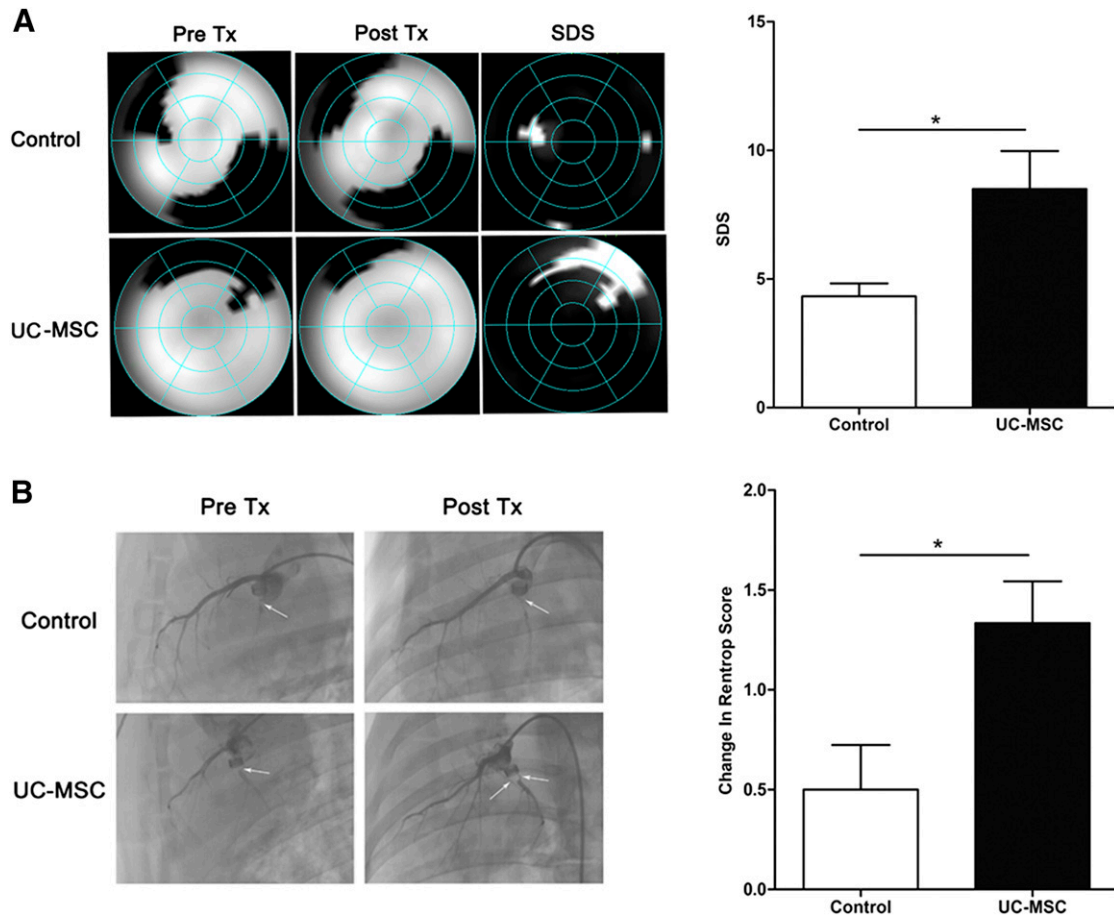 A
Pre Tx
Post Tx
SDS
Control
UC-MSC
15
10
5
0
SDS
*
Control
UC-MSC
B
Pre Tx
Post Tx
Control
UC-MSC
2.0
1.5
1.0
0.5
0.0
Change In Rentrop Score
*
Control
UC-MSC